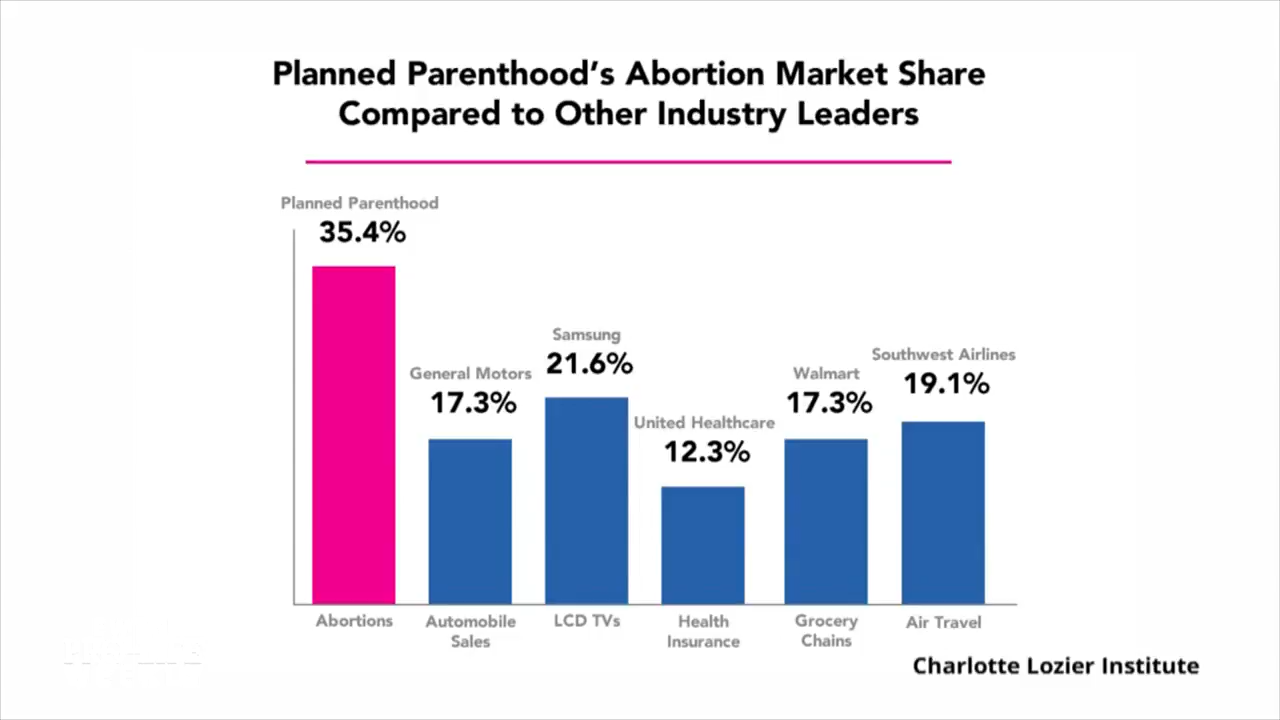 Planned Parenthood's Abortion Market Share
Compared to Other Industry Leaders
Planned Parenthood
35.4%
General Motors
17.3%
Samsung
21.6%
United Healthcare
12.3%
Walmart
17.3%
Southwest Airlines
19.1%
Abortions
Automobile
Sales
LCD TVs
Health
Insurance
Grocery
Chains
Air Travel
Charlotte Lozier Institute